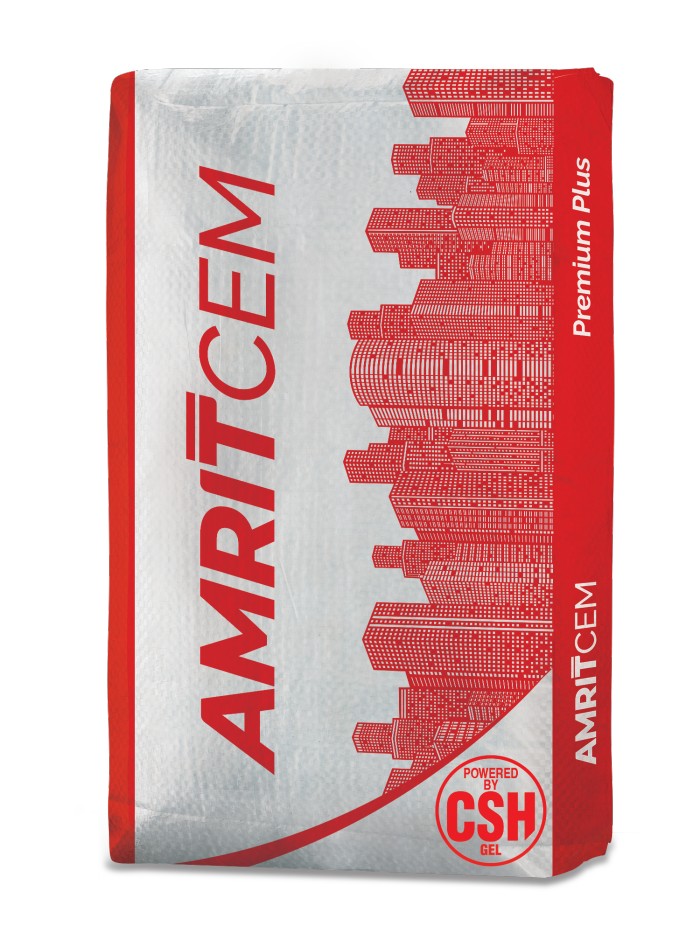 AMRITCEM
Premium Plus
AMRITCEM
POWERED
BY
CSH
GEL